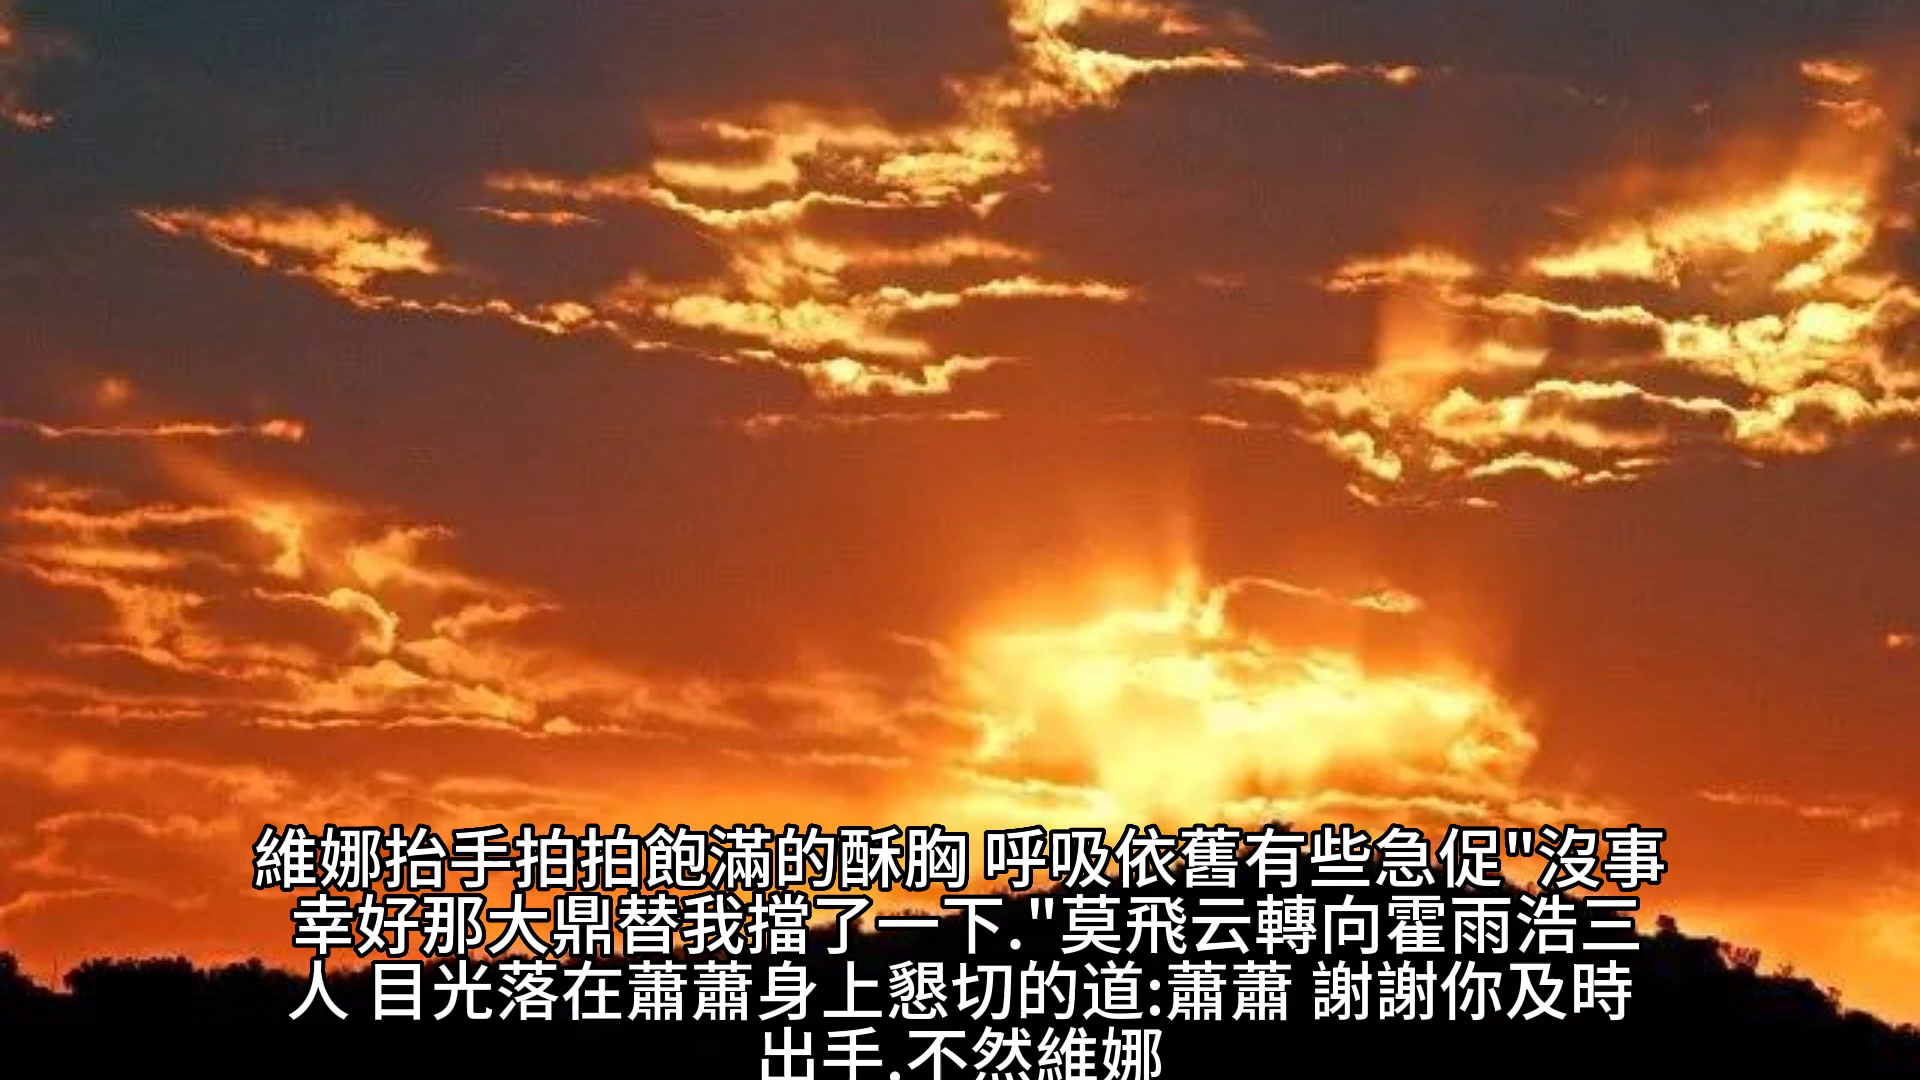 維娜抬手拍拍飽滿的酥胸 呼吸依舊有些急促"沒事
幸好那大鼎替我擋了一下."莫飛云轉向霍雨浩三
人 目光落在蕭蕭身上懇切的道:蕭蕭 謝謝你及時
出手.不然維娜